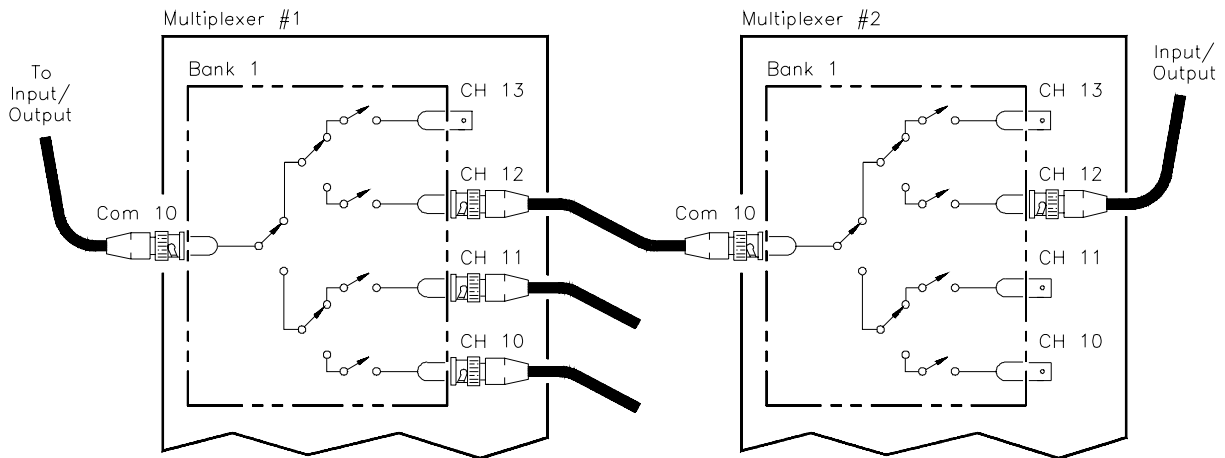 Multiplexer #1
Bank 1
To
Input/
Output
CH 13
CH 12
Com 10
CH 11
CH 10
Multiplexer #2
Bank 1
Input/
Output
CH 13
CH 12
Com 10
CH 11
CH 10